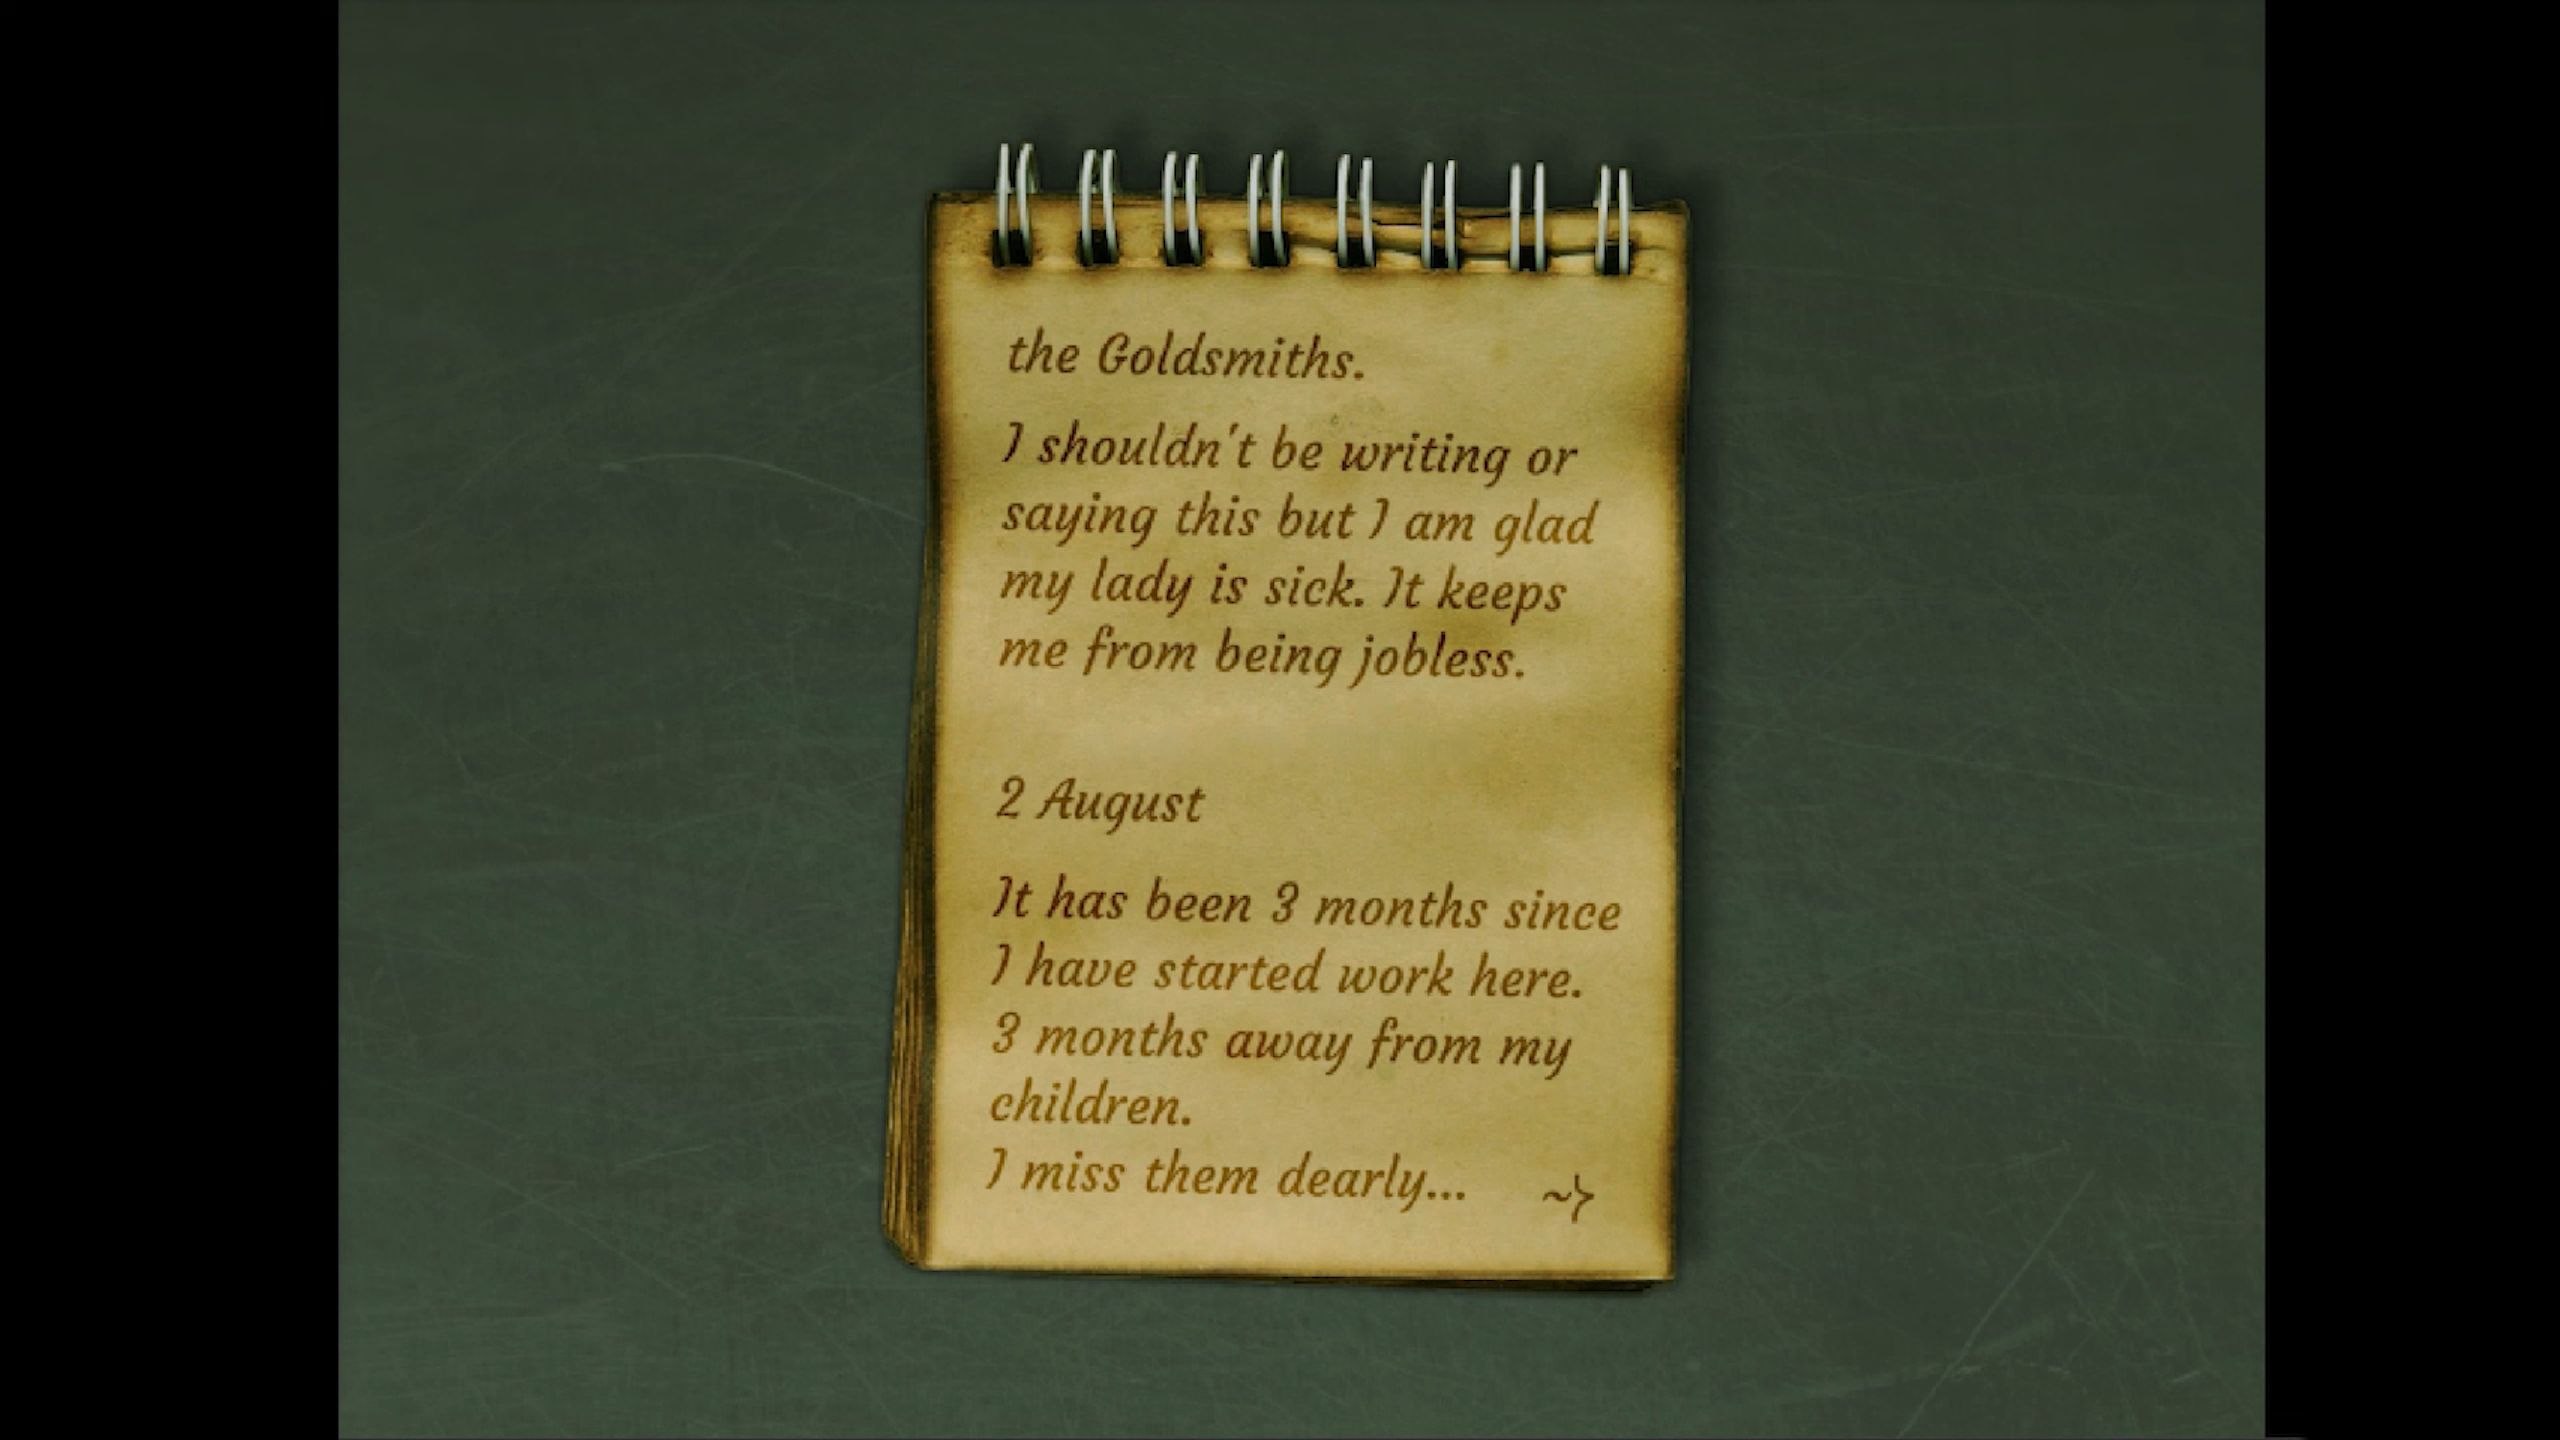 the Goldsmiths.
I shouldn't be writing or
saying this but I am glad
my lady is sick. It keeps
me from being jobless.
2 August
It has been 3 months since
I have started work here.
3 months away from my
children.
I miss them dearly...